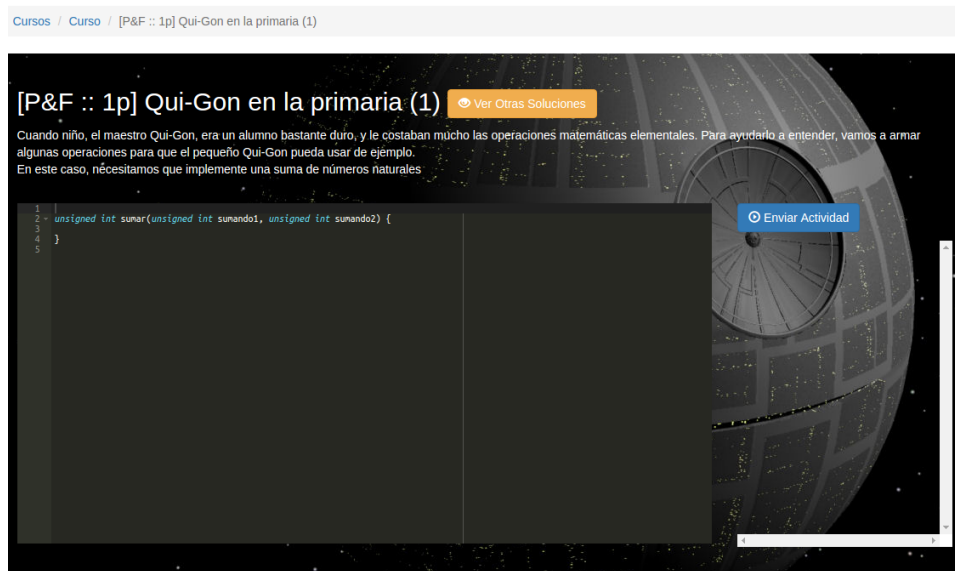 Cursos / Curso / [P&F :: 1p] Qui-Gon en la primaria (1)
[P&F :: 1p] Qui-Gon en la primaria (1) Ver Otras Soluciones
Cuando niño, el maestro Qui-Gon, era un alumno bastante duro, y le costaban mucho las operaciones matemáticas elementales. Para ayudarlo a entender, vamos a armar
algunas operaciones para que el pequeño Qui-Gon pueda usar de ejemplo.
En este caso, necesitamos que implemente una suma de números naturales
1
2 unsigned int sumar(unsigned int sumando1, unsigned int sumando2) {
3
4 }
5
Enviar Actividad